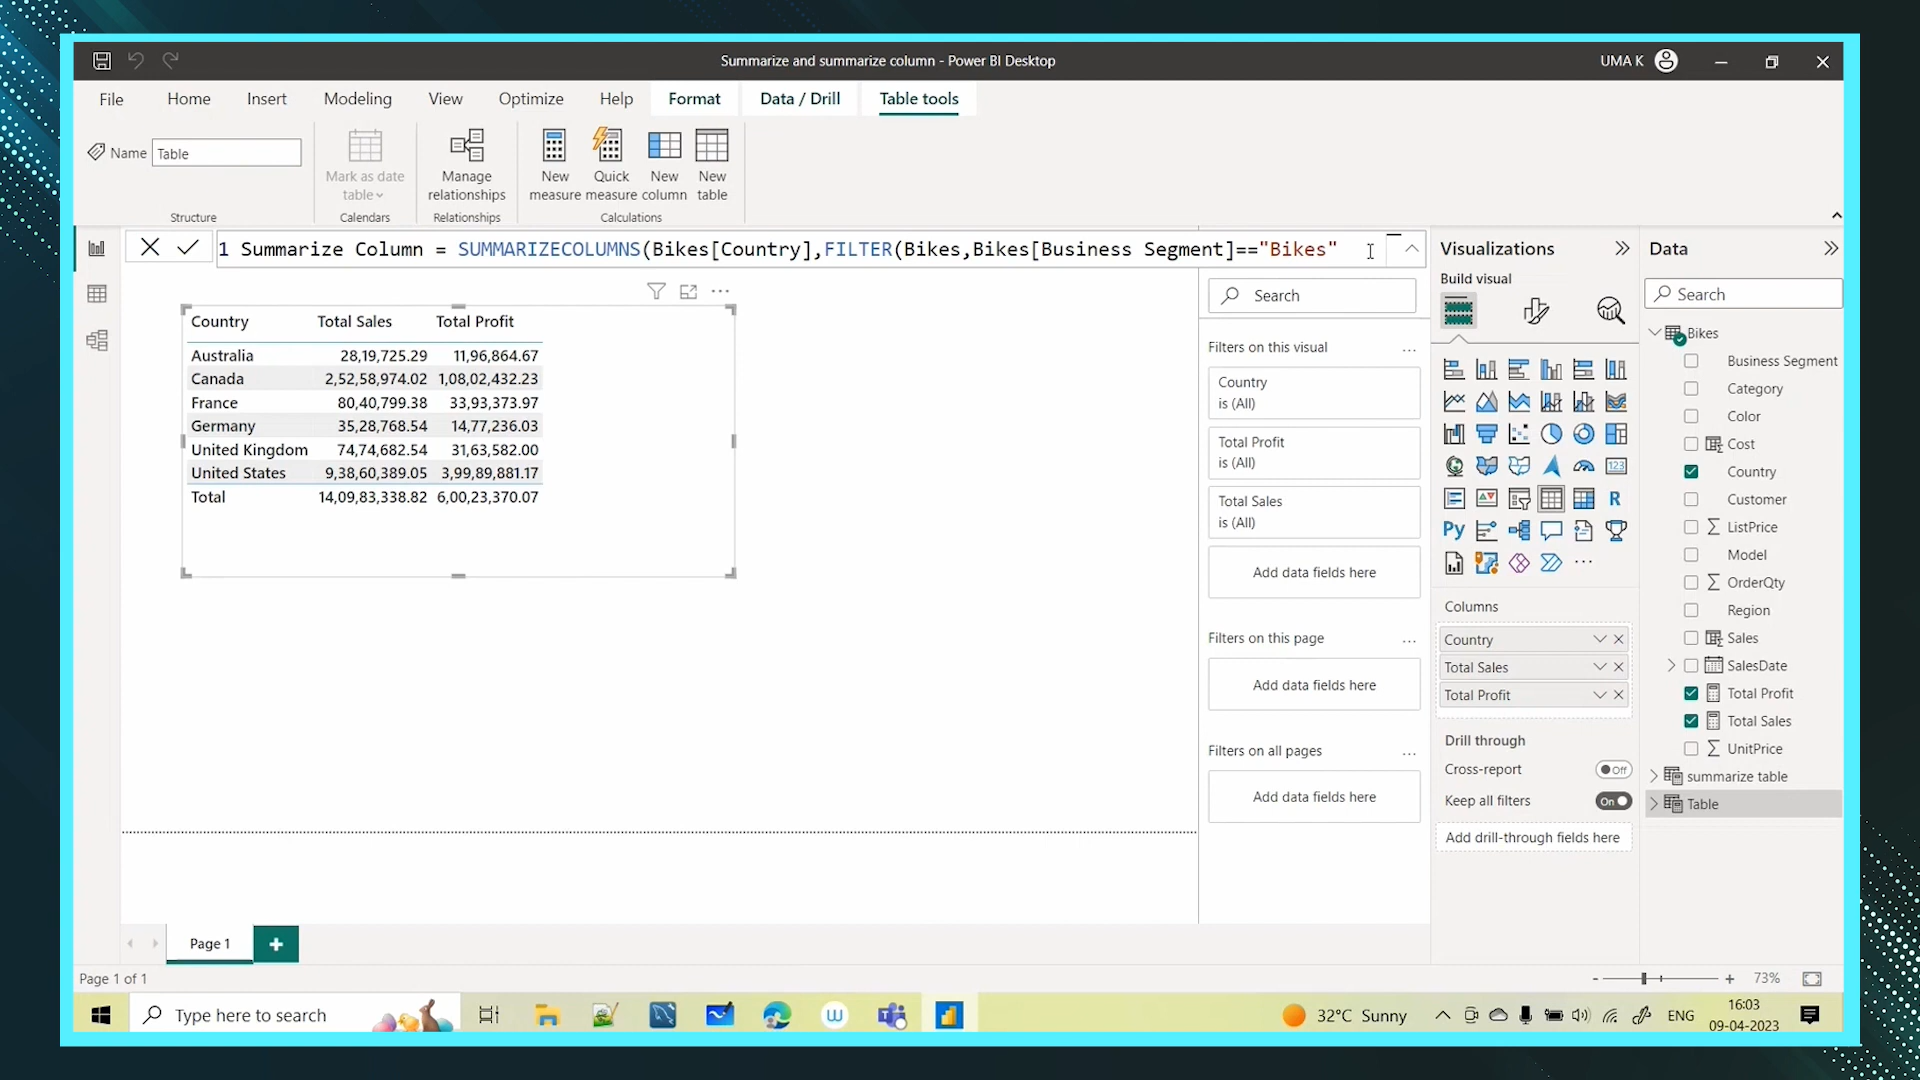 Summarize and summarize column - Power BI Desktop
UMA K
File Home Insert Modeling View Optimize Help Format Data / Drill Table tools
Name Table
Mark as date table
Manage relationships
New measure
Quick measure
New column
New table
Structure
Calendars
Relationships
Calculations
1 Summarize Column = SUMMARIZECOLUMNS(Bikes[Country],FILTER(Bikes,Bikes[Business Segment]=="Bikes"
Country Total Sales Total Profit
Australia 28,19,725.29 11,96,864.67
Canada 2,52,58,974.02 1,08,02,432.23
France 80,40,799.38 33,93,373.97
Germany 35,28,768.54 14,77,236.03
United Kingdom 74,74,682.54 31,63,582.00
United States 9,38,60,389.05 3,99,89,881.17
Total 14,09,83,338.82 6,00,23,370.07
Search
Filters on this visual ...
Country
is (All)
Total Profit
is (All)
Total Sales
is (All)
Add data fields here
Filters on this page ...
Add data fields here
Filters on all pages ...
Add data fields here
Visualizations
Build visual
123
R
Py
...
Columns
Country
Total Sales
Total Profit
Drill through
Cross-report Off
Keep all filters On
Add drill-through fields here
Data
Search
Bikes
Business Segment
Category
Color
Cost
Country
Customer
ListPrice
Model
OrderQty
Region
Sales
SalesDate
Total Profit
Total Sales
UnitPrice
summarize table
Table
Page 1
Page 1 of 1
- + 73%
Type here to search
32°C Sunny
ENG
16:03
09-04-2023